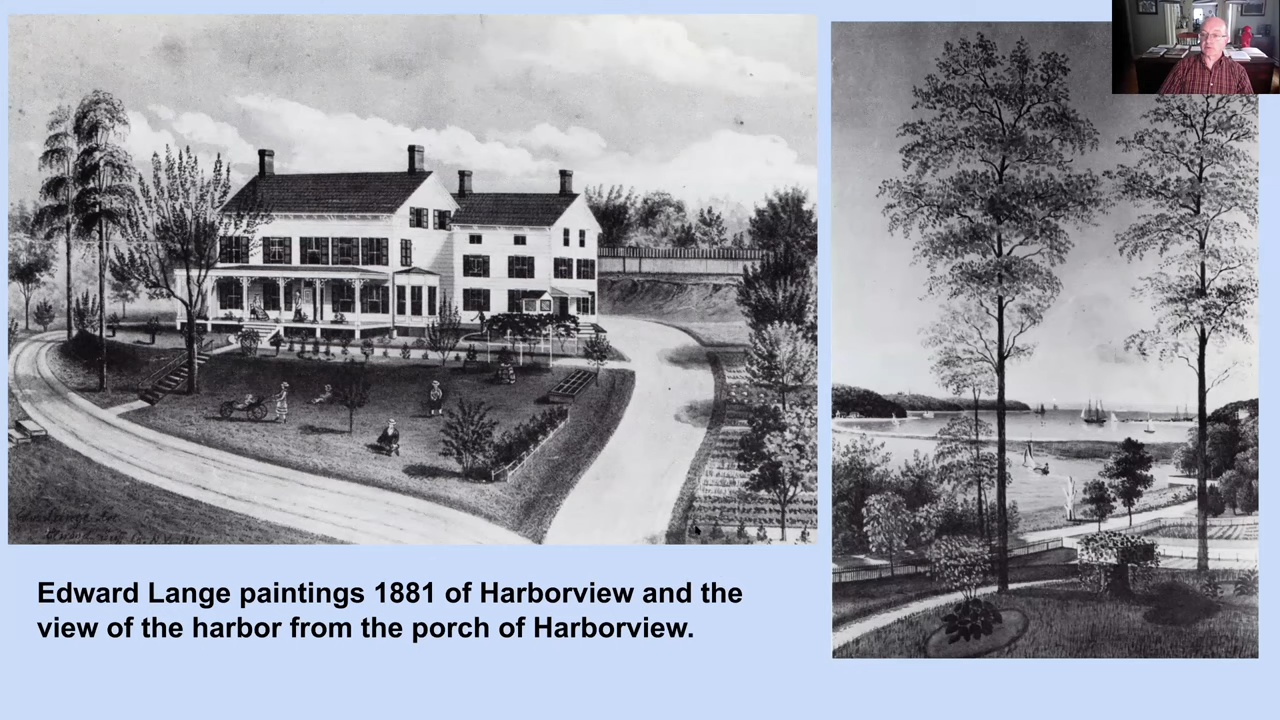 Edward Lange paintings 1881 of Harborview and the
view of the harbor from the porch of Harborview.